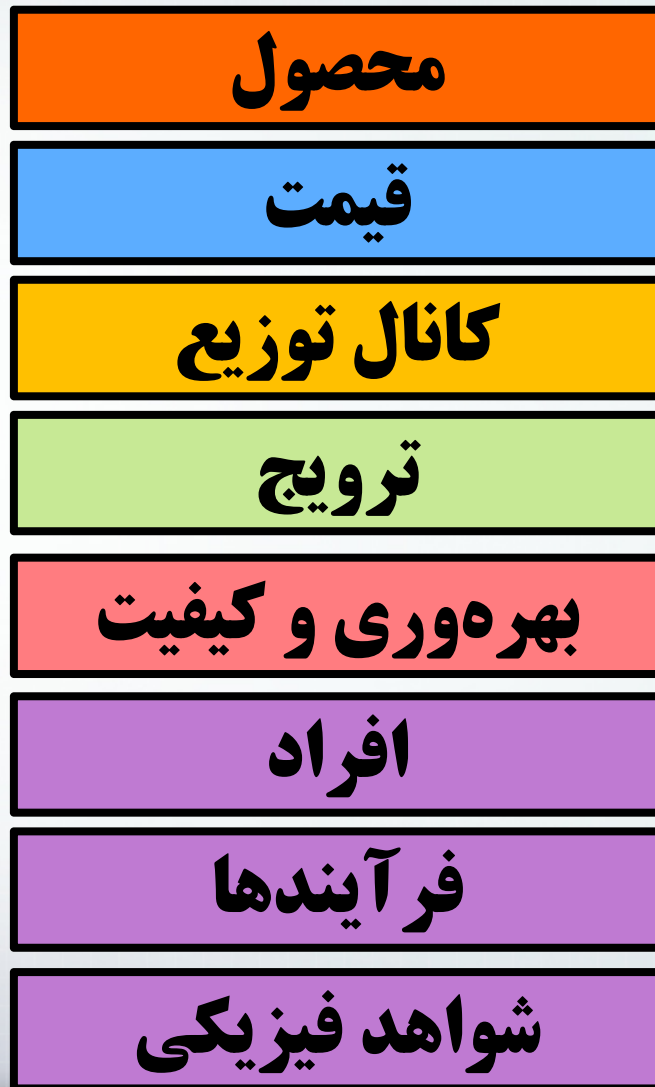 محصول
قیمت
کانال توزیع
ترویج
بهره‌وری و کیفیت
افراد
فرآیندها
شواهد فیزیکی